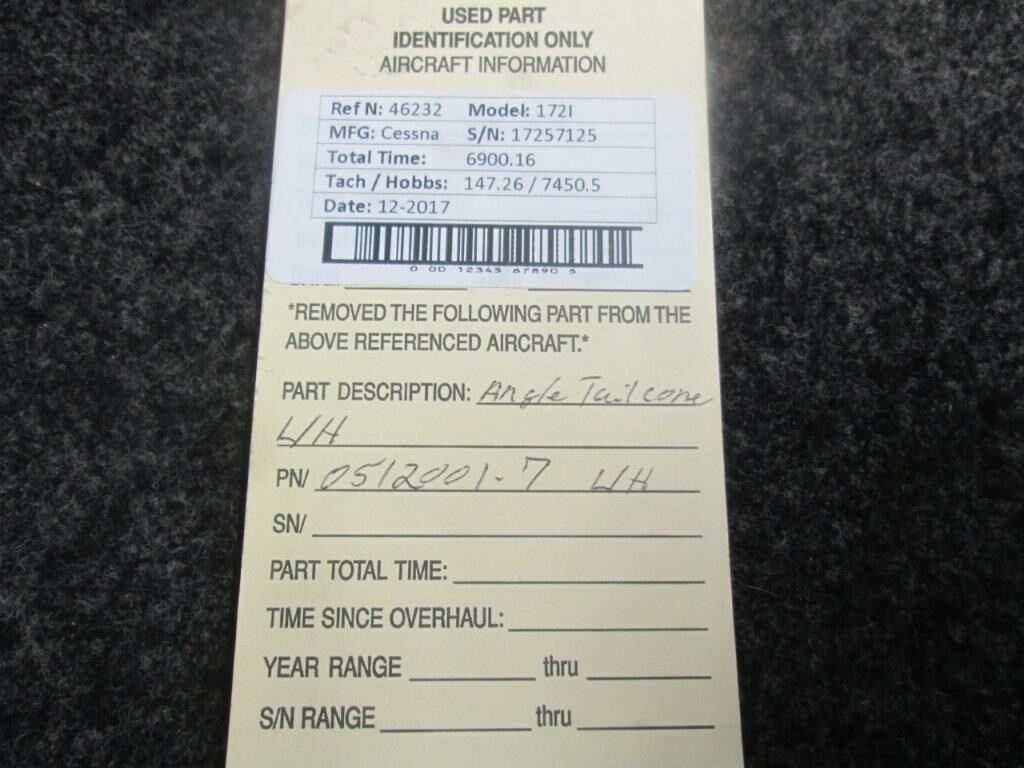 USED PART
IDENTIFICATION ONLY
AIRCRAFT INFORMATION
Ref N: 46232 Model: 172I
MFG: Cessna S/N: 17257125
Total Time: 6900.16
Tach / Hobbs: 147.26 / 7450.5
Date: 12-2017
0 00 12345 67890 5
*REMOVED THE FOLLOWING PART FROM THE
ABOVE REFERENCED AIRCRAFT.*
PART DESCRIPTION: Angle Tailcone
L/H
PN/ 0512001-7 L/H
SN/
PART TOTAL TIME:
TIME SINCE OVERHAUL:
YEAR RANGE thru
S/N RANGE thru